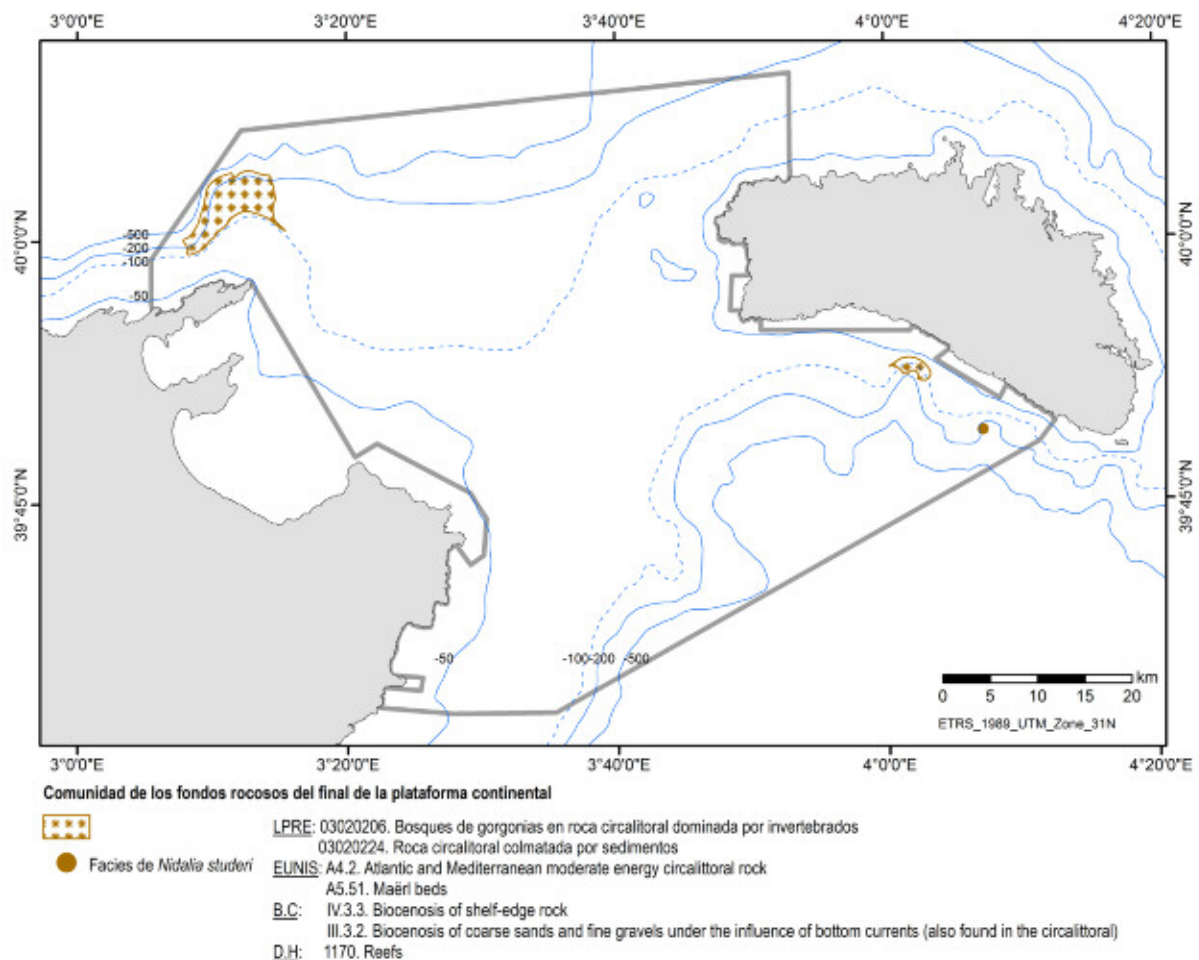 3°0'0"E 3°20'0"E 3°40'0"E 4°0'0"E 4°20'0"E
40°0'0"N 40°0'0"N
-500
-200
-100
-50
39°45'0"N 39°45'0"N
-50 -100 -200 -500
km
0 5 10 15 20
ETRS_1989_UTM_Zone_31N
3°0'0"E 3°20'0"E 3°40'0"E 4°0'0"E 4°20'0"E
Comunidad de los fondos rocosos del final de la plataforma continental
LPRE: 03020206. Bosques de gorgonias en roca circalitoral dominada por invertebrados
03020224. Roca circalitoral colmatada por sedimentos
Facies de Nidalia studeri
EUNIS: A4.2. Atlantic and Mediterranean moderate energy circalittoral rock
A5.51. Maërl beds
B.C: IV.3.3. Biocenosis of shelf-edge rock
III.3.2. Biocenosis of coarse sands and fine gravels under the influence of bottom currents (also found in the circalitoral)
D.H: 1170. Reefs